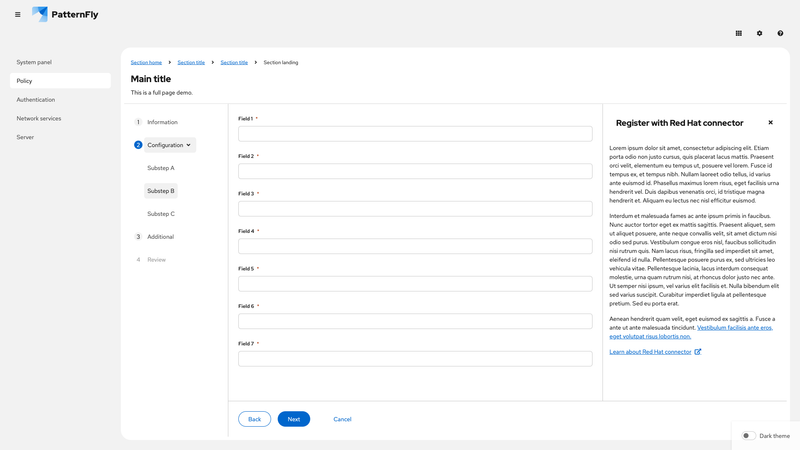 PatternFly
System panel
Policy
Authentication
Network services
Server
Section home
Section title
Section title
Section landing
Main title
This is a full page demo.
1 Information
2 Configuration
Substep A
Substep B
Substep C
3 Additional
4 Review
Field 1 *
Field 2 *
Field 3 *
Field 4 *
Field 5 *
Field 6 *
Field 7 *
Back
Next
Cancel
Register with Red Hat connector
Lorem ipsum dolor sit amet, consectetur adipiscing elit. Etiam
porta odio non justo cursus, quis placerat lacus mattis. Praesent
orci velit, elementum eu tempus ut, posuere vel lorem. Fusce id
tempus ex, et tempus nibh. Nullam laoreet odio tellus, id varius
ante euismod id. Phasellus maximus lorem risus, eget facilisis urna
hendrerit vel. Duis dapibus venenatis orci, id tristique magna
hendrerit et. Aliquam eu lectus nec nisl efficitur euismod.
Interdum et malesuada fames ac ante ipsum primis in faucibus.
Nunc auctor tortor eget ex mattis sagittis. Praesent aliquet, sem
ut aliquet posuere, ante neque convallis velit, sit amet dictum nisi
odio sed purus. Vestibulum congue eros nisl, faucibus sollicitudin
nisi rutrum quis. Nam lacus risus, fringilla sed imperdiet sit amet,
eleifend id nulla. Pellentesque posuere purus ex, sed ultricies leo
vehicula vitae. Pellentesque lacinia, lacus interdum consequat
molestie, urna quam rutrum nisi, at rhoncus dolor justo nec ante.
Ut semper nisi ipsum, vel varius elit facilisis et. Nulla bibendum elit
sed varius suscipit. Curabitur imperdiet ligula at pellentesque
pretium. Sed eu porta erat.
Aenean hendrerit quam velit, eget euismod ex sagittis a. Fusce a
ante ut ante malesuada tincidunt. Vestibulum facilisis ante eros,
eget volutpat risus lobortis non.
Learn about Red Hat connector
Dark theme